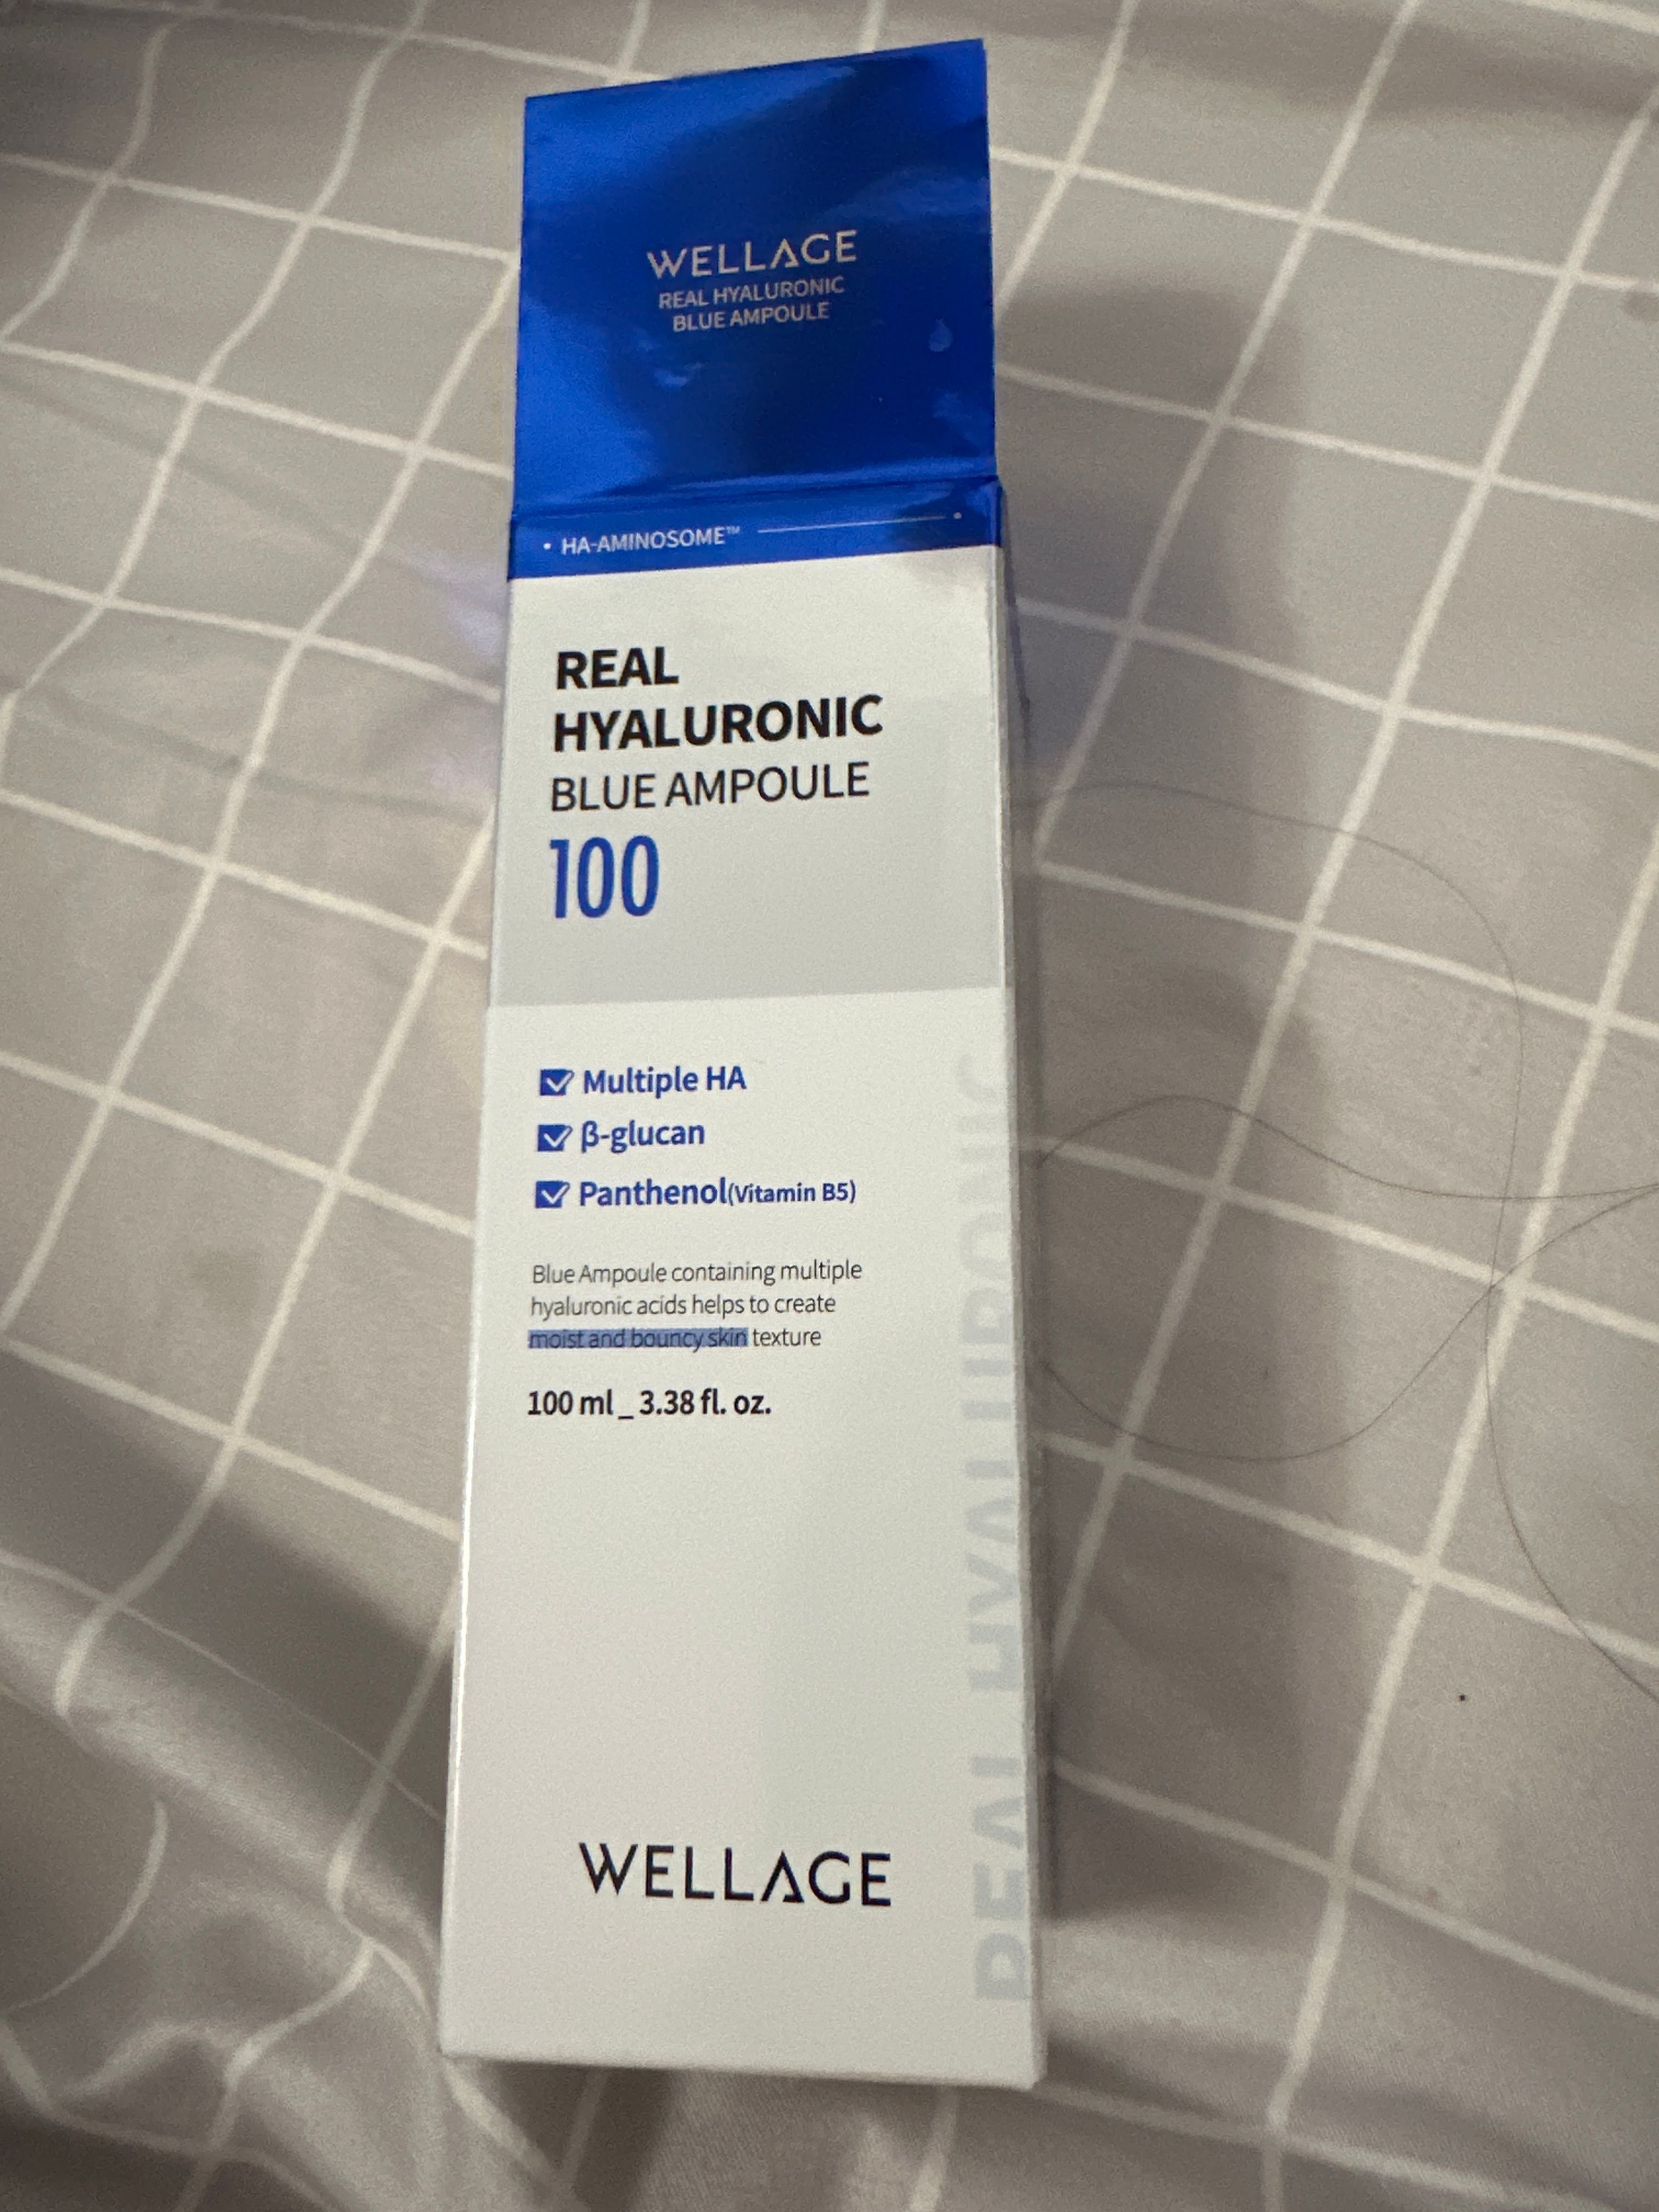 WELLAGE
REAL HYALURONIC
BLUE AMPOULE
• HA-AMINOSOME™
REAL
HYALURONIC
BLUE AMPOULE
100
Multiple HA
β-glucan
Panthenol(Vitamin B5)
Blue Ampoule containing multiple
hyaluronic acids helps to create
moist and bouncy skin texture
100 ml _ 3.38 fl. oz.
WELLAGE
REAL HYALURONIC